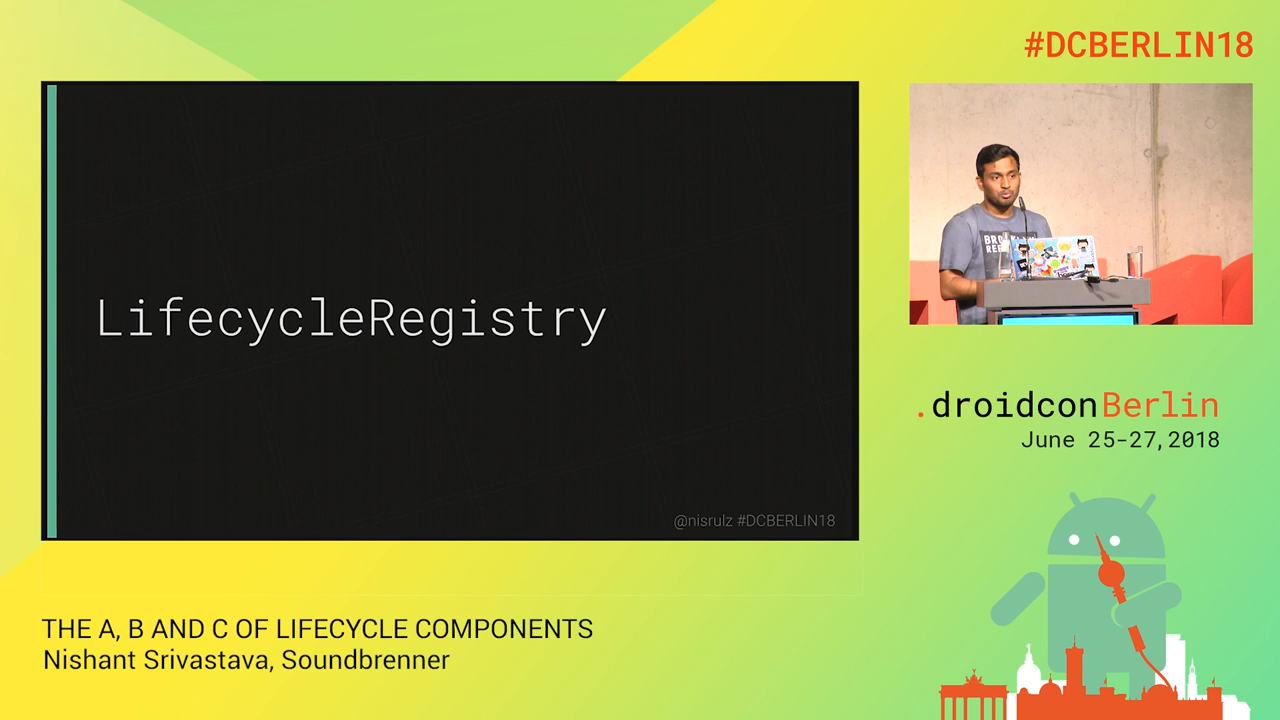 #DCBERLIN18
LifecycleRegistry
@nisrulz #DCBERLIN18
.droidconBerlin
June 25-27, 2018
THE A, B AND C OF LIFECYCLE COMPONENTS
Nishant Srivastava, Soundbrenner